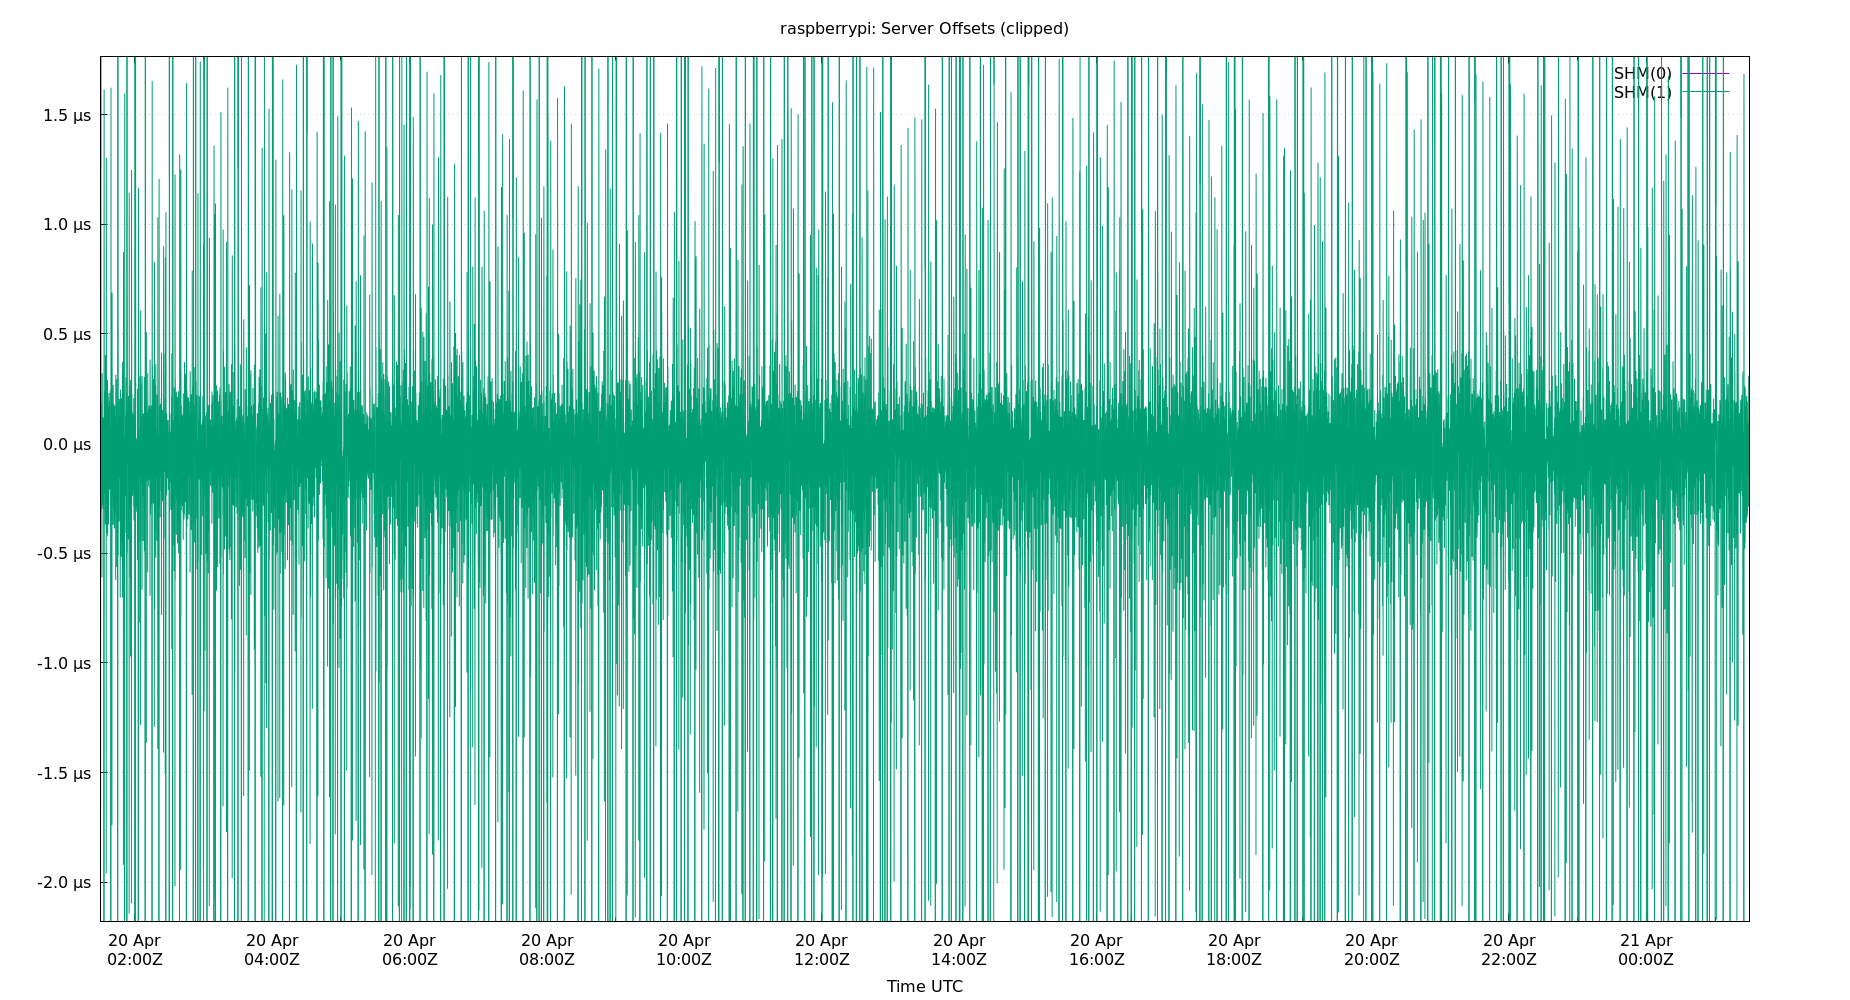 raspberrypi: Server Offsets (clipped)
SHM(0)
SHM(1)
1.5 µs
1.0 µs
0.5 µs
0.0 µs
-0.5 µs
-1.0 µs
-1.5 µs
-2.0 µs
20 Apr 20 Apr 20 Apr 20 Apr 20 Apr 20 Apr 20 Apr 20 Apr 20 Apr 20 Apr 20 Apr 21 Apr
02:00Z 04:00Z 06:00Z 08:00Z 10:00Z 12:00Z 14:00Z 16:00Z 18:00Z 20:00Z 22:00Z 00:00Z
Time UTC